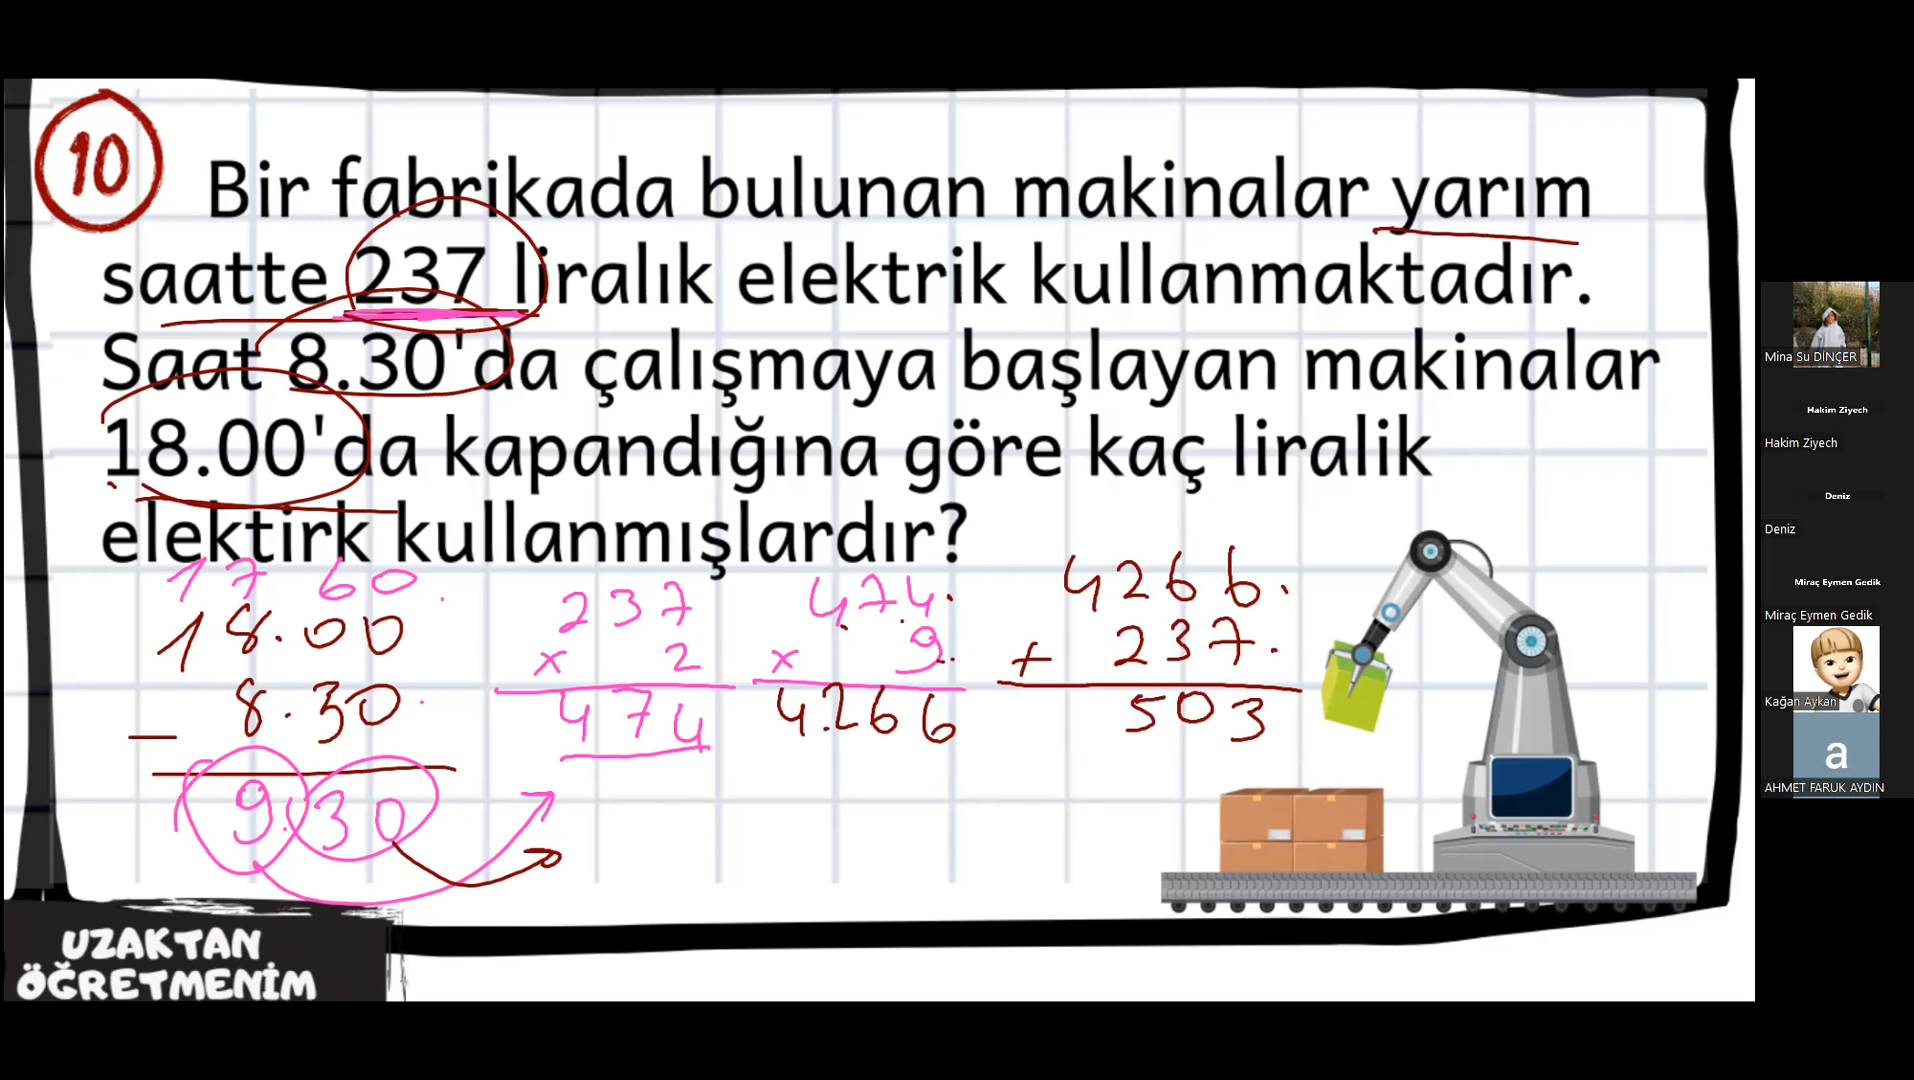 10
Bir fabrikada bulunan makinalar yarım
saatte 237 liralık elektrik kullanmaktadır.
Saat 8.30'da çalışmaya başlayan makinalar
18.00'da kapandığına göre kaç liralik
elektirk kullanmışlardır?
17 60
18.00
8.30
_
9.30
237
x 2
474
474
x 9
4266
4266
+ 237
503
UZAKTAN
ÖĞRETMENİM
Mina Su DİNÇER
Hakim Ziyech
Hakim Ziyech
Deniz
Deniz
Miraç Eymen Gedik
Miraç Eymen Gedik
Kağan Aykan
a
AHMET FARUK AYDIN